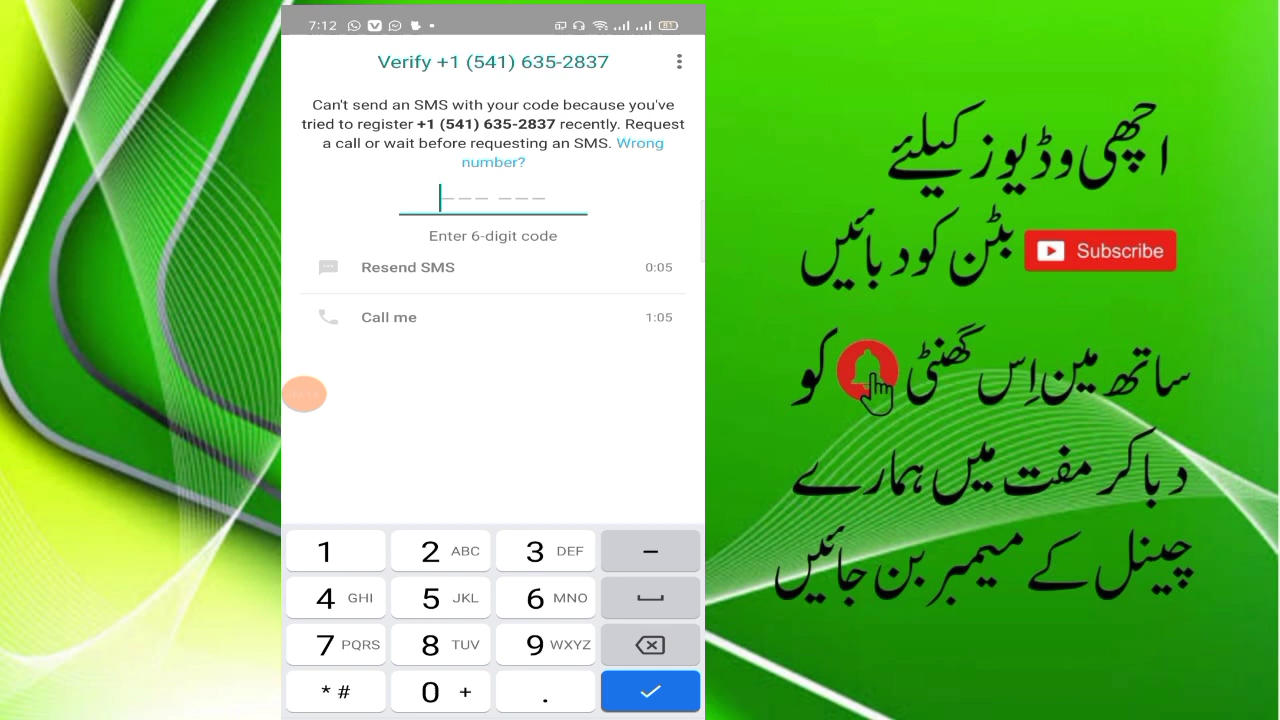 7:12
81
Verify +1 (541) 635-2837
Can't send an SMS with your code because you've
tried to register +1 (541) 635-2837 recently. Request
a call or wait before requesting an SMS. Wrong
number?
Enter 6-digit code
Resend SMS 0:05
Call me 1:05
1 2 ABC 3 DEF −
4 GHI 5 JKL 6 MNO
7 PQRS 8 TUV 9 WXYZ
* # 0 + .
اچھی وڈیوز کیلئے
Subscribe بٹن کو دبائیں
ساتھ مین اِس گھنٹی کو
دبا کر مفت میں ہمارے
چینل کے میمبر بن جائیں